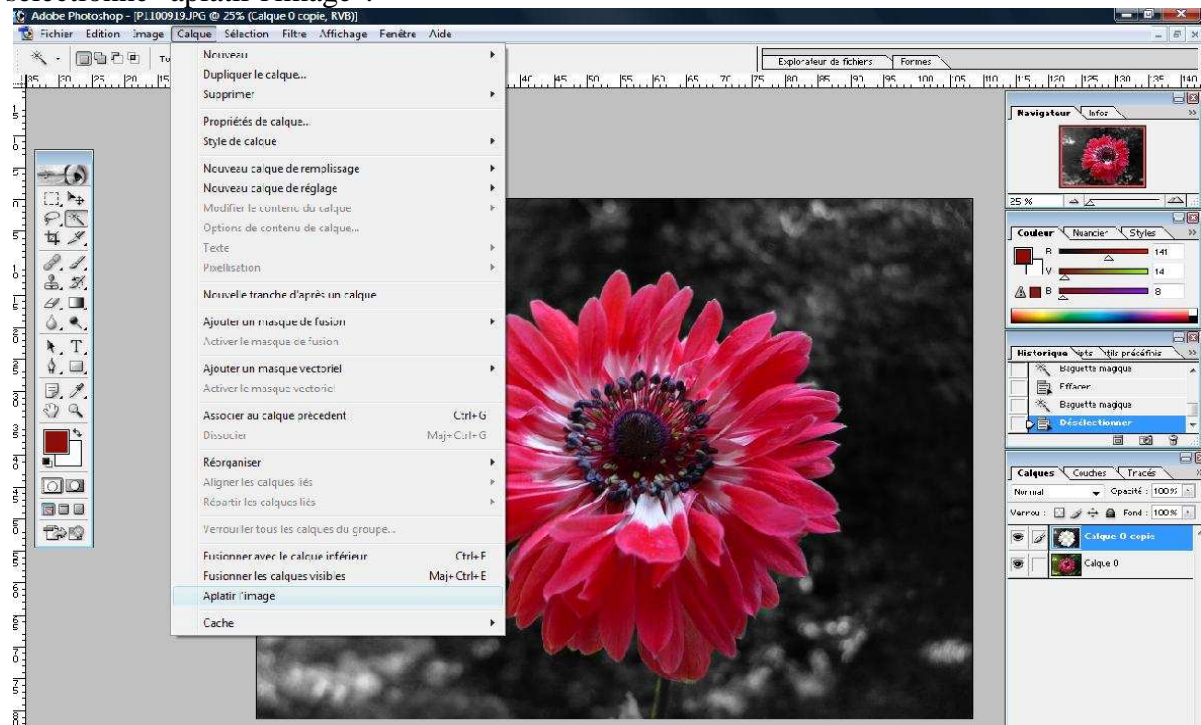 sélectionne "aplatir l'image".
Adobe Photoshop - [P1100919.JPG @ 25% (Calque 0 copie, RVB)]
Fichier Edition Image Calque Sélection Filtre Affichage Fenêtre Aide
Explorateur de fichiers Formes
Nouveau
Dupliquer le calque...
Supprimer
Propriétés de calque...
Style de calque
Nouveau calque de remplissage
Nouveau calque de réglage
Modifier le contenu du calque
Options de contenu de calque...
Texte
Pixellisation
Nouvelle tranche d'après un calque
Ajouter un masque de fusion
Activer le masque de fusion
Ajouter un masque vectoriel
Activer le masque vectoriel
Associer au calque précédent Ctrl+G
Dissocier Maj+Ctrl+G
Réorganiser
Aligner les calques liés
Répartir les calques liés
Verrouiller tous les calques du groupe...
Fusionner avec le calque inférieur Ctrl+E
Fusionner les calques visibles Maj+Ctrl+E
Aplatir l'image
Cache
Navigateur Infos
25 %
Couleur Nuancier Styles
R 141
V 14
B 8
Historique
Baguette magique
Effacer
Baguette magique
Désélectionner
Calques Couches Tracés
Normal Opacité : 100%
Verrou : Fond : 100%
Calque 0 copie
Calque 0